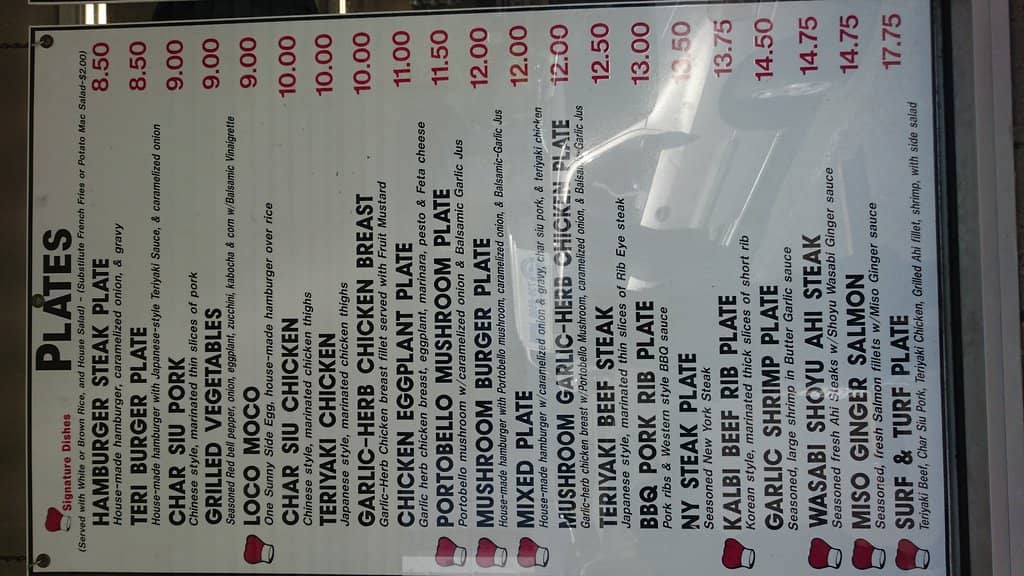 PLATES
Signature Dishes
(Served with White or Brown Rice, and House Salad) - (Substitute French Fries or Potato Mac Salad-$2.00)
HAMBURGER STEAK PLATE 8.50
House-made hamburger, caramelized onion, & gravy
TERI BURGER PLATE 8.50
House-made hamburger with Japanese-style Teriyaki Sauce, & caramelized onion
CHAR SIU PORK 9.00
Chinese style, marinated thin slices of pork
GRILLED VEGETABLES 9.00
Seasoned Red bell pepper, onion, eggplant, zucchini, kabocha & corn w/Balsamic Vinaigrette
LOCO MOCO 9.00
One Sunny Side Egg, house-made hamburger over rice
CHAR SIU CHICKEN 10.00
Chinese style, marinated chicken thighs
TERIYAKI CHICKEN 10.00
Japanese style, marinated chicken thighs
GARLIC-HERB CHICKEN BREAST 10.00
Garlic-Herb Chicken breast fillet served with Fruit Mustard
CHICKEN EGGPLANT PLATE 11.00
Garlic herb chicken breast, eggplant, marinara, pesto & Feta cheese
PORTOBELLO MUSHROOM PLATE 11.50
Portobello mushroom w/caramelized onion & Balsamic Garlic Jus
MUSHROOM BURGER PLATE 12.00
House-made hamburger with Portobello mushroom, caramelized onion, & Balsamic-Garlic Jus
MIXED PLATE 12.00
House-made hamburger w/caramelized onion & gravy, char siu pork, & teriyaki chicken
MUSHROOM GARLIC-HERB CHICKEN PLATE 12.00
Garlic-herb chicken breast w/Portobello mushroom, caramelized onion, & Balsamic-Garlic Jus
TERIYAKI BEEF STEAK 12.50
Japanese style, marinated thin slices of Rib Eye steak
BBQ PORK RIB PLATE 13.00
Pork ribs & Western style BBQ sauce
NY STEAK PLATE 13.50
Seasoned New York Steak
KALBI BEEF RIB PLATE 13.75
Korean style, marinated thick slices of short rib
GARLIC SHRIMP PLATE 14.50
Seasoned, large shrimp in Butter Garlic sauce
WASABI SHOYU AHI STEAK 14.75
Seasoned fresh Ahi Steaks w/Shoyu Wasabi Ginger sauce
MISO GINGER SALMON 14.75
Seasoned, fresh Salmon fillets w/Miso Ginger sauce
SURF & TURF PLATE 17.75
Teriyaki Beef, Char Siu Pork, Teriyaki Chicken, Grilled Ahi fillet, shrimp, with side salad